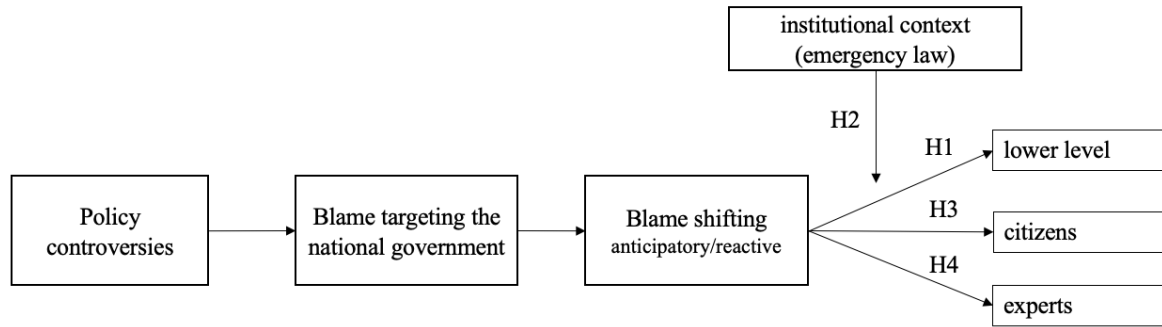 institutional context
(emergency law)
H2
H1
lower level
Policy
controversies
Blame targeting the
national government
Blame shifting
anticipatory/reactive
H3
citizens
H4
experts